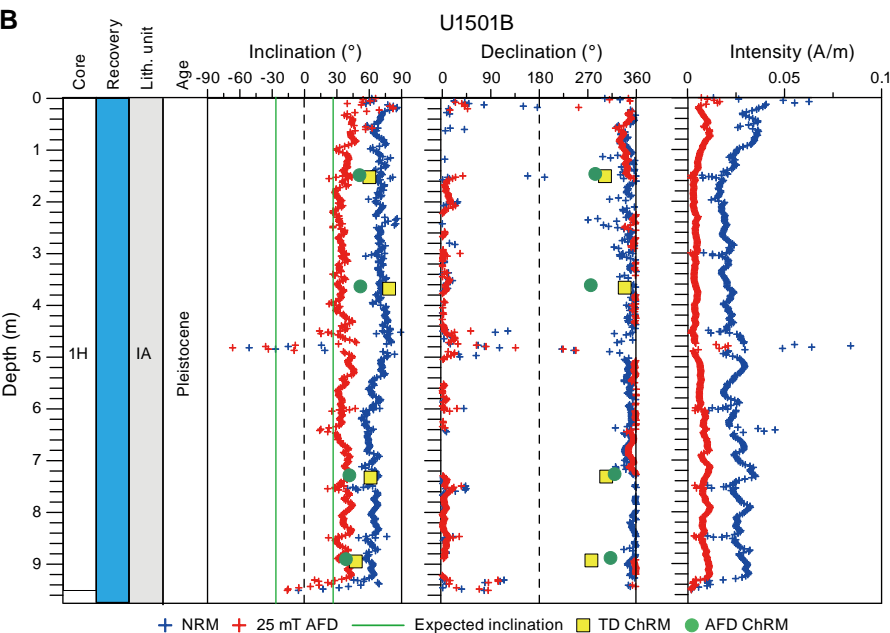 B
U1501B
Core
Recovery
Lith. unit
Age
Inclination (°)
Declination (°)
Intensity (A/m)
-90 -60 -30 0 30 60 90
0 90 180 270 360
0 0.05 0.1
Depth (m)
0
1
2
3
4
5
6
7
8
9
1H
IA
Pleistocene
NRM 25 mT AFD Expected inclination TD ChRM AFD ChRM